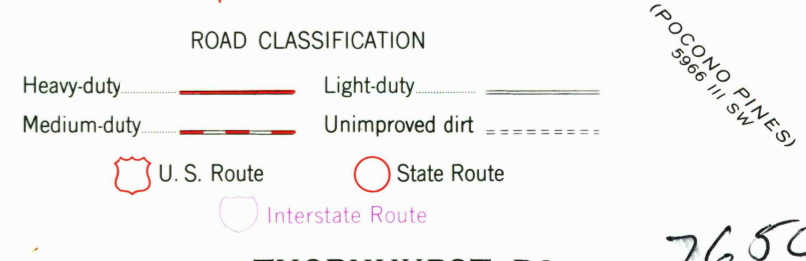 ROAD CLASSIFICATION
Heavy-duty
Light-duty
Medium-duty
Unimproved dirt
U. S. Route
State Route
Interstate Route
(POCONO PINES)
5966 III SW